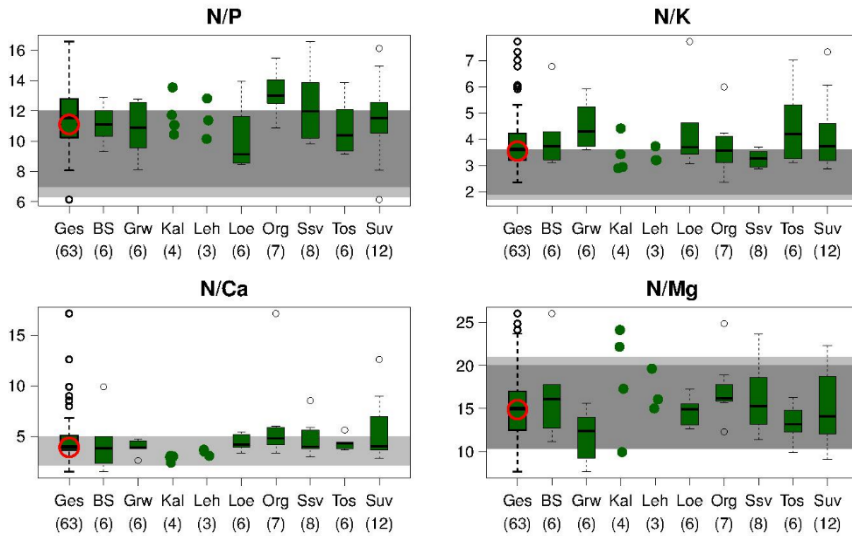 N/P
16
14
12
10
8
6
Ges BS Grw Kal Leh Loe Org Ssv Tos Suv
(63) (6) (6) (4) (3) (6) (7) (8) (6) (12)
N/K
7
6
5
4
3
2
Ges BS Grw Kal Leh Loe Org Ssv Tos Suv
(63) (6) (6) (4) (3) (6) (7) (8) (6) (12)
N/Ca
15
10
5
Ges BS Grw Kal Leh Loe Org Ssv Tos Suv
(63) (6) (6) (4) (3) (6) (7) (8) (6) (12)
N/Mg
25
20
15
10
Ges BS Grw Kal Leh Loe Org Ssv Tos Suv
(63) (6) (6) (4) (3) (6) (7) (8) (6) (12)